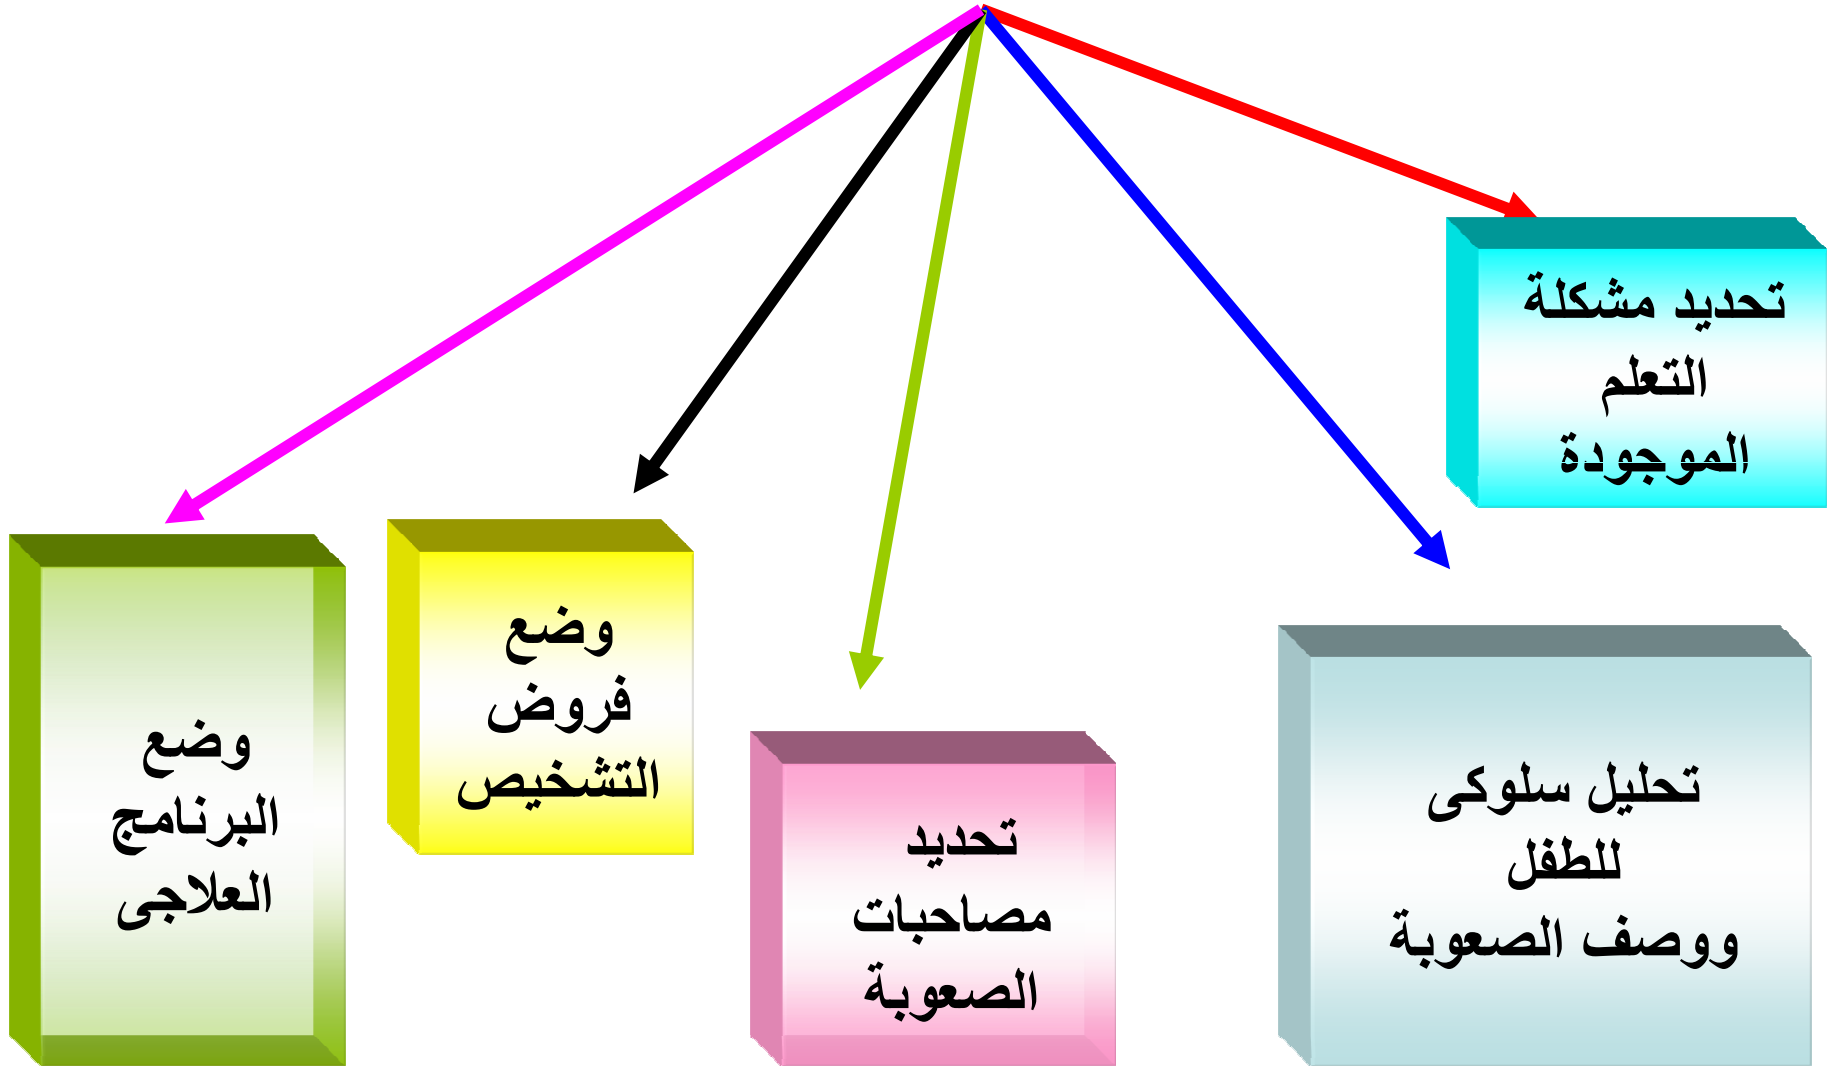 تحديد مشكلة
التعلم
الموجودة
تحليل سلوكى
للطفل
ووصف الصعوبة
تحديد
مصاحبات
الصعوبة
وضع
فروض
التشخيص
وضع
البرنامج
العلاجى